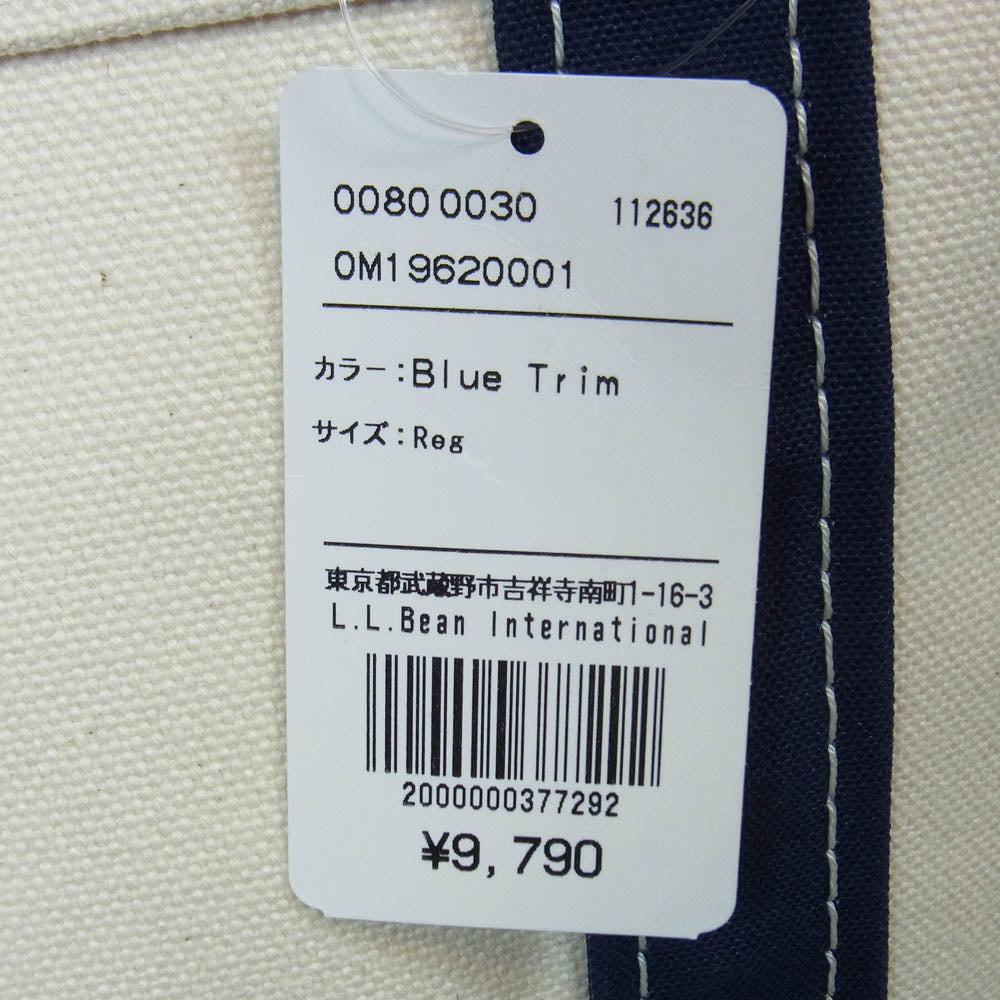 0080 0030 112636
0M19620001
カラー:Blue Trim
サイズ:Reg
東京都武蔵野市吉祥寺南町1-16-3
L.L.Bean International
2000000377292
¥9,790